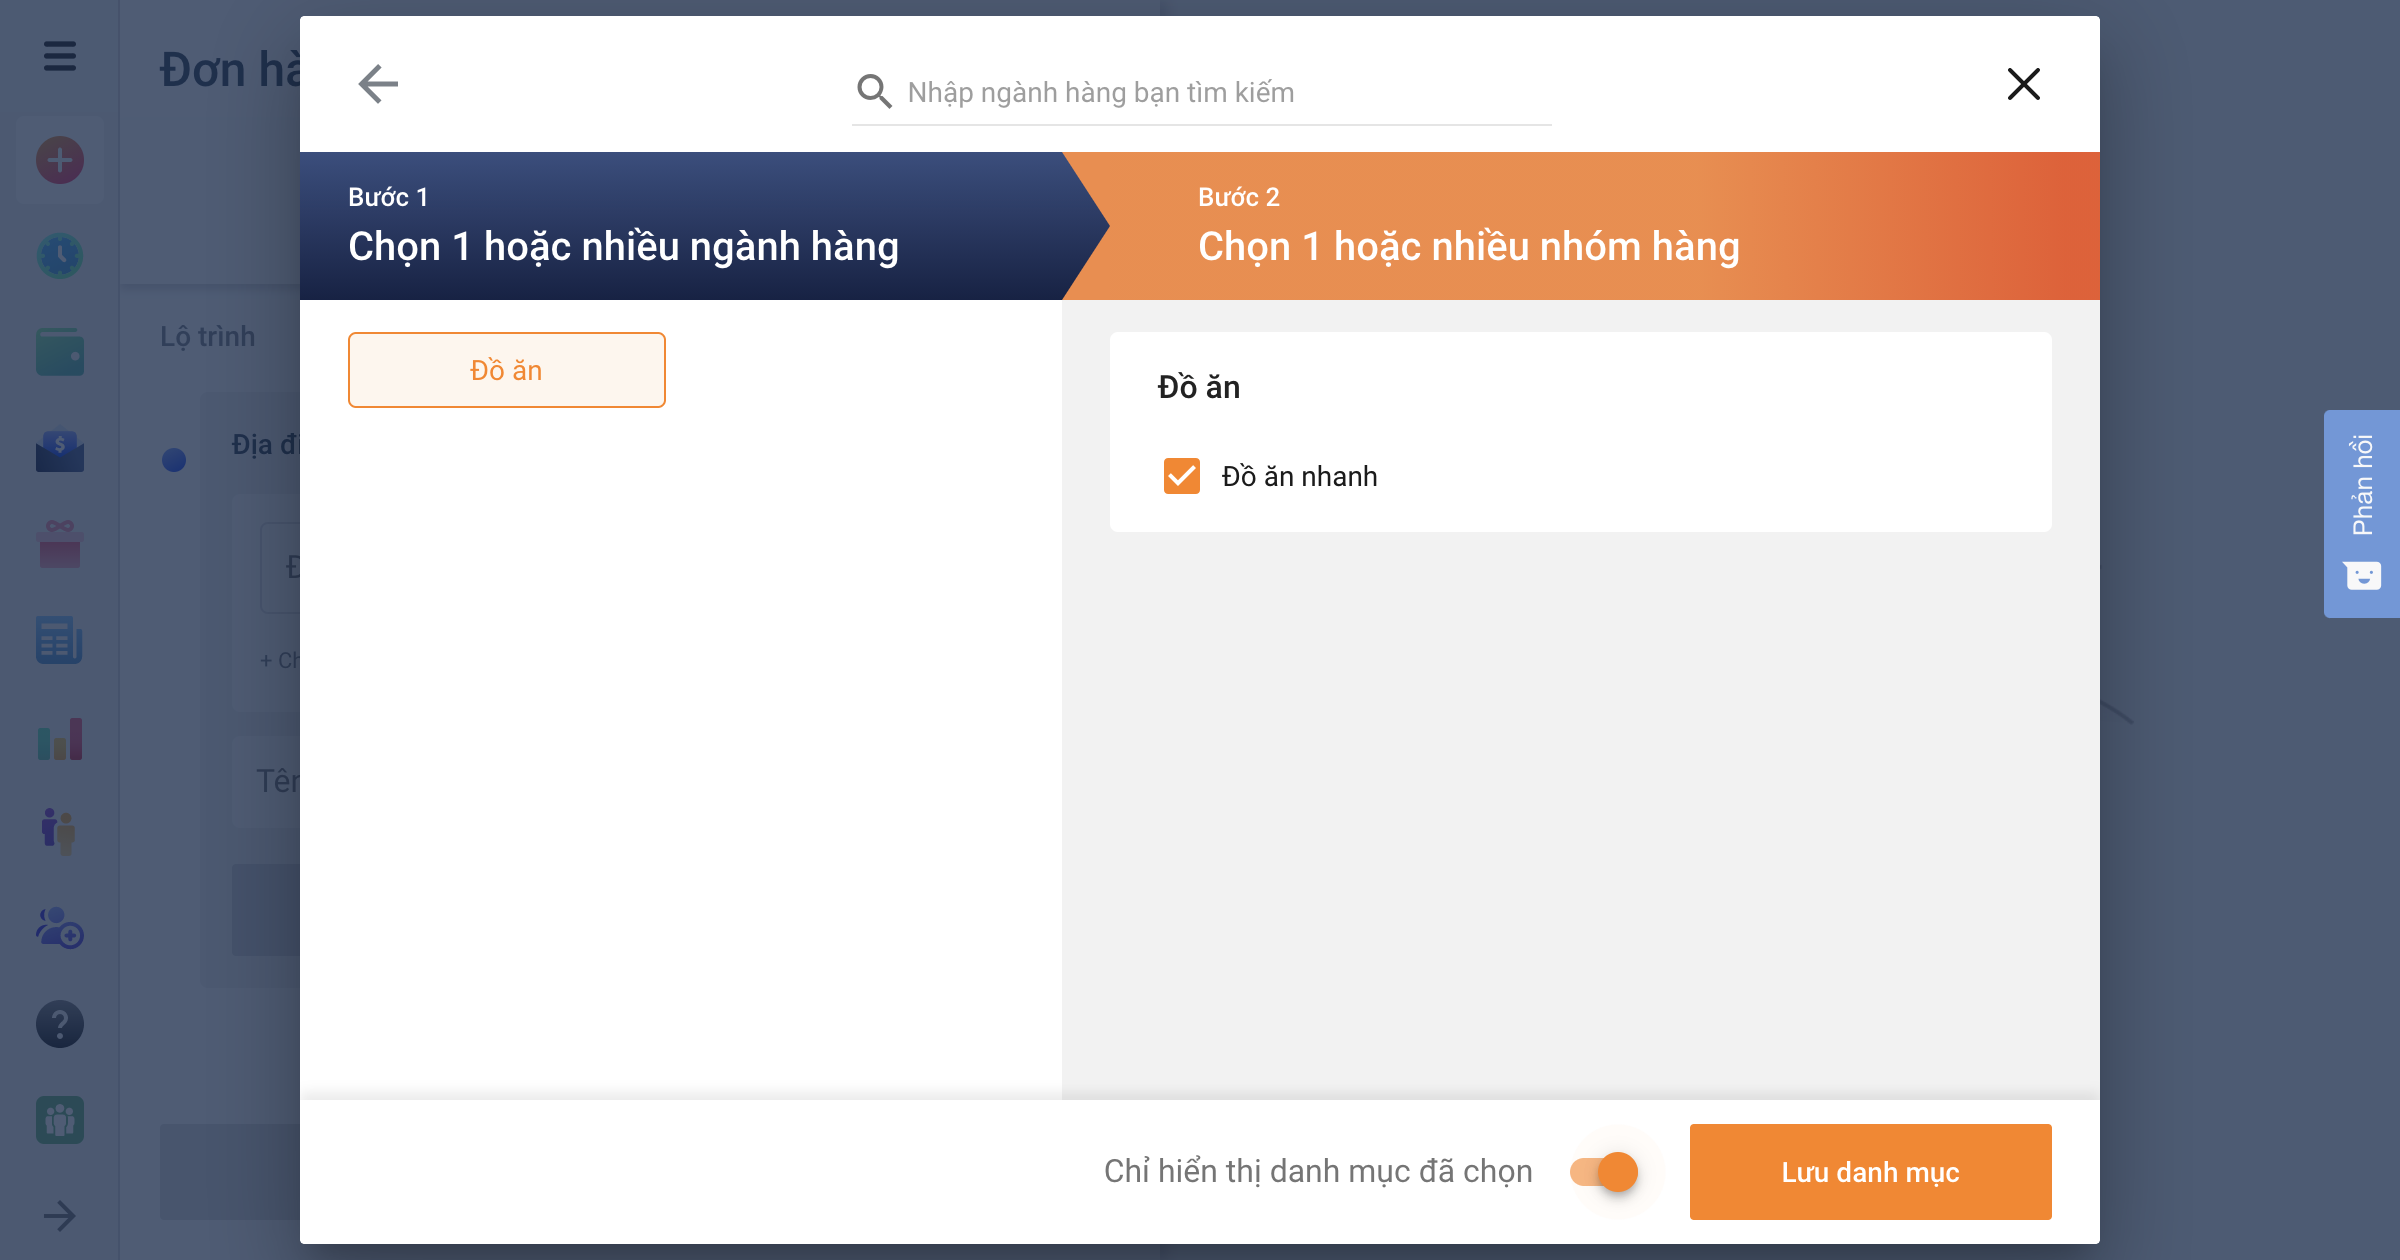 Đơn hà
Nhập ngành hàng bạn tìm kiếm
Bước 1
Chọn 1 hoặc nhiều ngành hàng
Bước 2
Chọn 1 hoặc nhiều nhóm hàng
Lộ trình
Đồ ăn
Đồ ăn
Địa đi
Đồ ăn nhanh
Phản hồi
+ Ch
Tên
Chỉ hiển thị danh mục đã chọn
Lưu danh mục